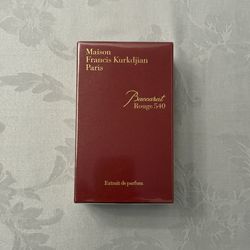 Maison
Francis Kurkdjian
Paris
Baccarat
Rouge 540
Extrait de parfum